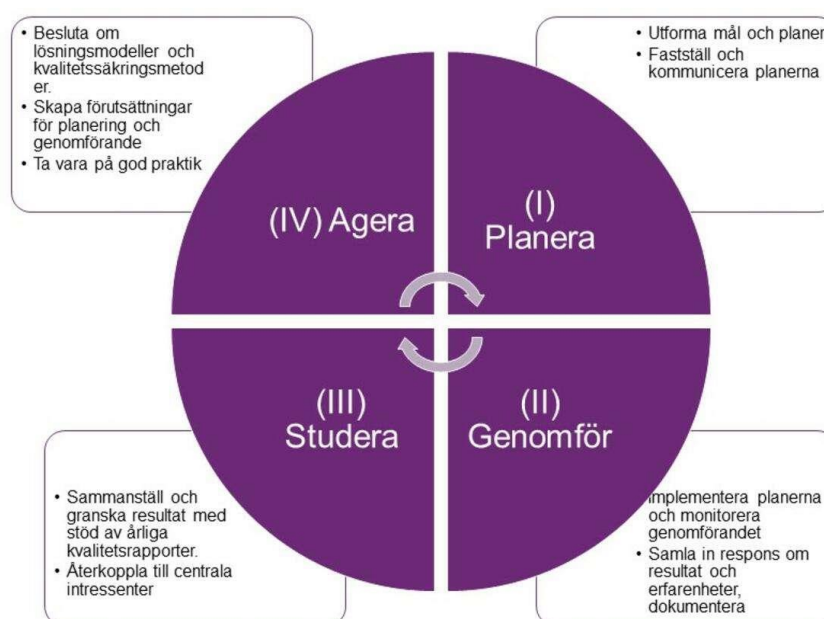 Besluta om
lösningsmodeller och
kvalitetssäkringsmetod
er.
Skapa förutsättningar
för planering och
genomförande
Ta vara på god praktik
Utforma mål och planer
Fastställ och
kommunicera planerna
(IV) Agera
(I)
Planera
(III)
Studera
(II)
Genomför
Sammanställ och
granska resultat med
stöd av årliga
kvalitetsrapporter.
Återkoppla till centrala
intressenter
Implementera planerna
och monitorera
genomförandet
Samla in respons om
resultat och
erfarenheter,
dokumentera